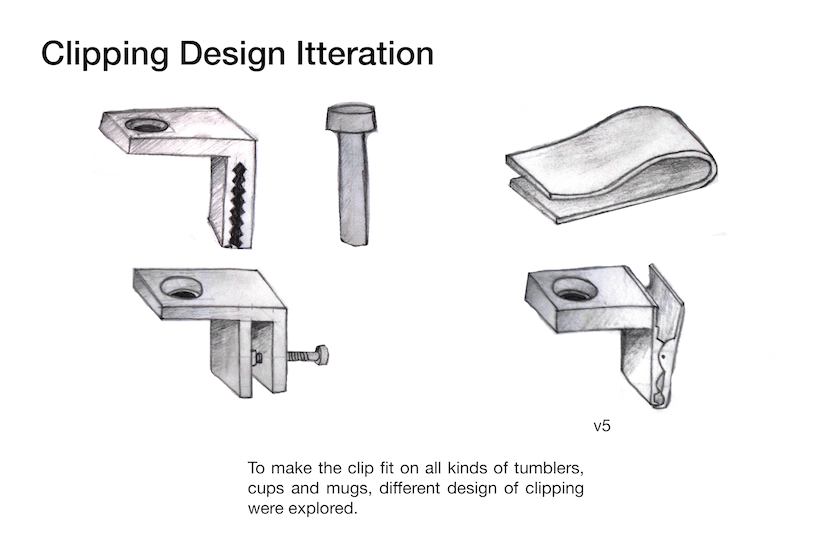 Clipping Design Itteration
v5
To make the clip fit on all kinds of tumblers,
cups and mugs, different design of clipping
were explored.